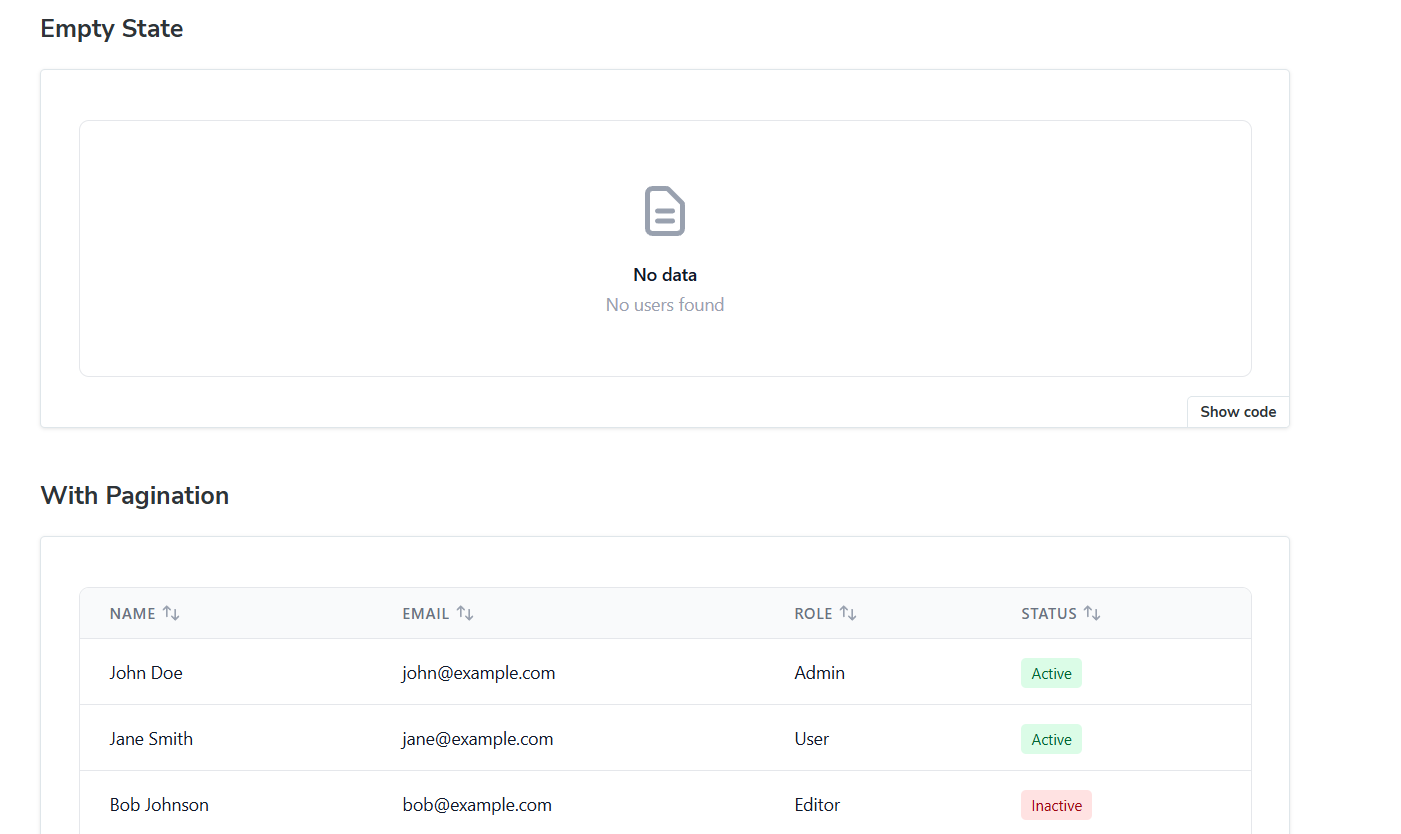 Empty State
No data
No users found
Show code
With Pagination
NAME EMAIL ROLE STATUS
John Doe john@example.com Admin Active
Jane Smith jane@example.com User Active
Bob Johnson bob@example.com Editor Inactive